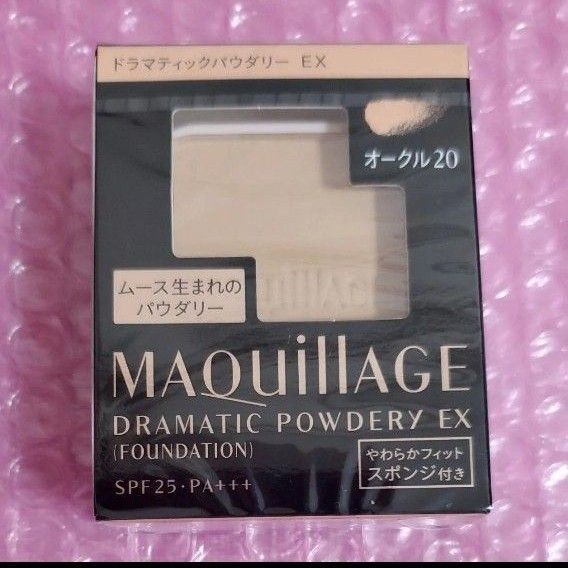 ドラマティックパウダリー EX
オークル20
ムース生まれの
パウダリー
MAQuillAGE
DRAMATIC POWDERY EX
(FOUNDATION)
SPF25・PA+++
やわらかフィット
スポンジ付き